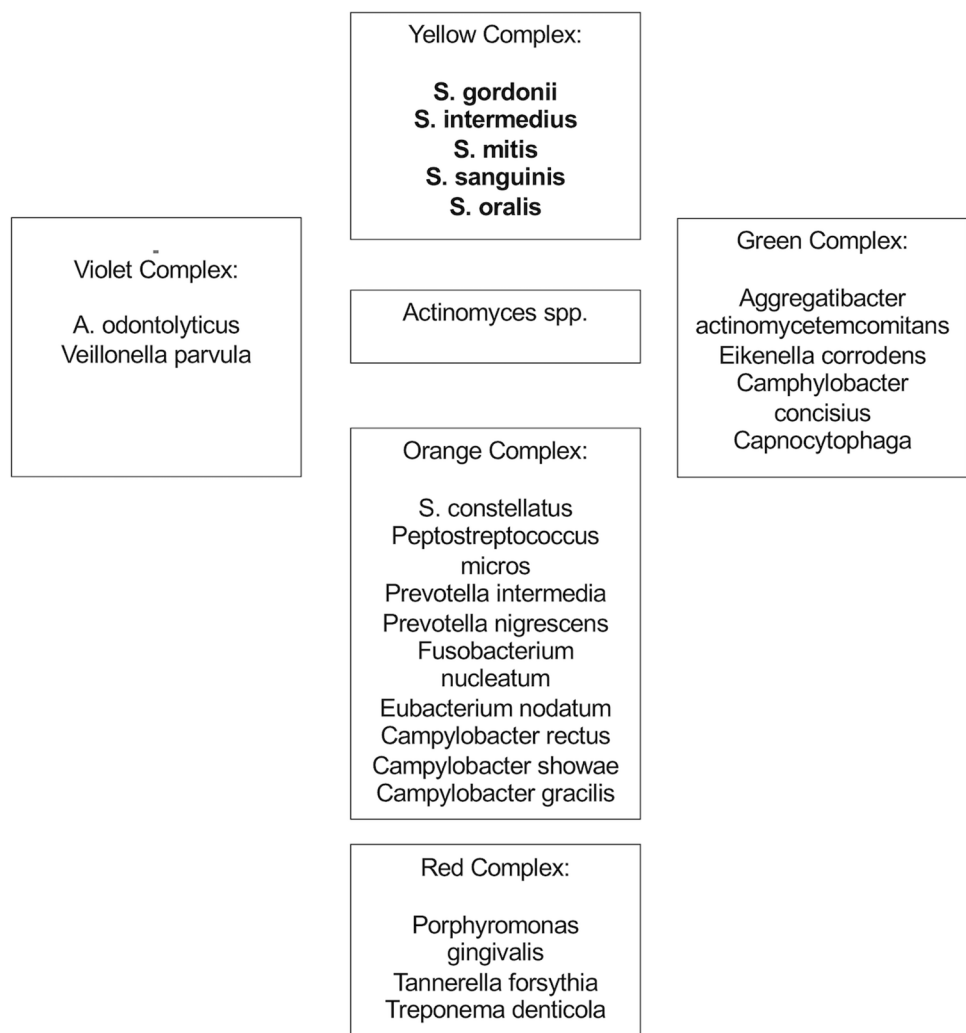 Yellow Complex:
S. gordonii
S. intermedius
S. mitis
S. sanguinis
S. oralis
Violet Complex:
A. odontolyticus
Veillonella parvula
Actinomyces spp.
Green Complex:
Aggregatibacter
actinomycetemcomitans
Eikenella corrodens
Camphylobacter
concisius
Capnocytophaga
Orange Complex:
S. constellatus
Peptostreptococcus
micros
Prevotella intermedia
Prevotella nigrescens
Fusobacterium
nucleatum
Eubacterium nodatum
Campylobacter rectus
Campylobacter showae
Campylobacter gracilis
Red Complex:
Porphyromonas
gingivalis
Tannerella forsythia
Treponema denticola